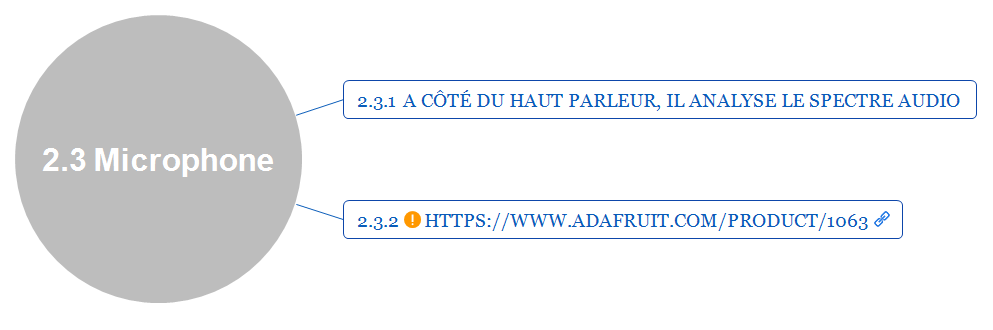 2.3 Microphone
2.3.1 A CÔTÉ DU HAUT PARLEUR, IL ANALYSE LE SPECTRE AUDIO
2.3.2 HTTPS://WWW.ADAFRUIT.COM/PRODUCT/1063